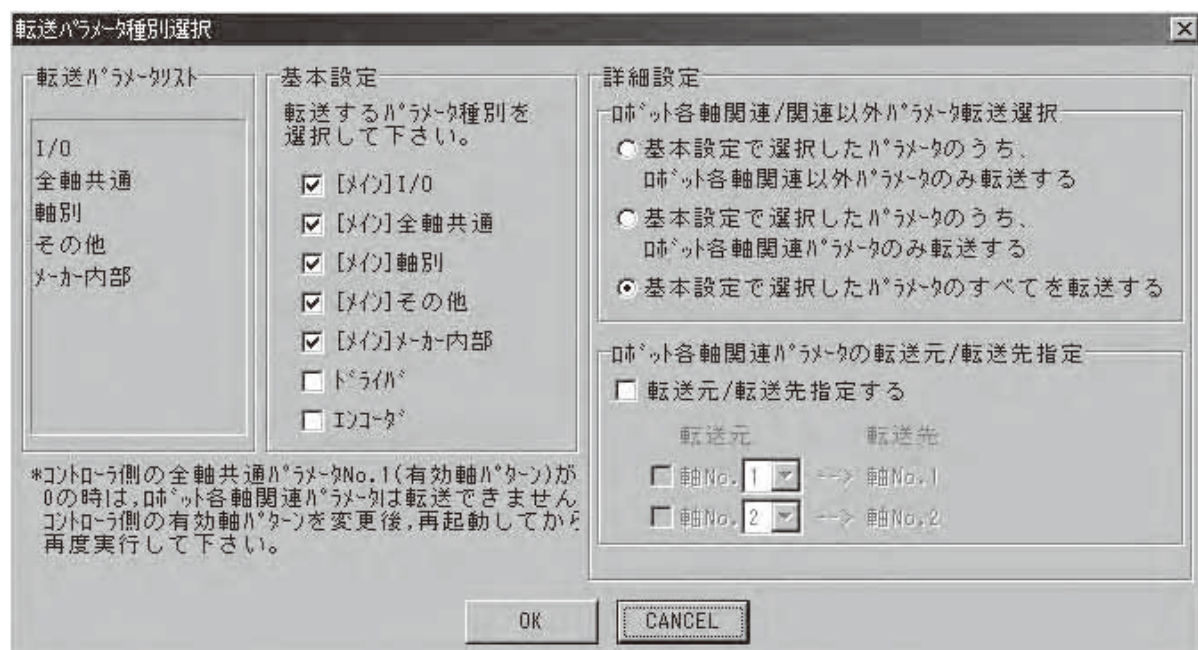 転送ﾊﾟﾗﾒｰﾀ種別選択
転送ﾊﾟﾗﾒｰﾀﾘｽﾄ
I/O
全軸共通
軸別
その他
ﾒｰｶｰ内部
基本設定
転送するﾊﾟﾗﾒｰﾀ種別を
選択して下さい。
[ﾒｲﾝ]I/O
[ﾒｲﾝ]全軸共通
[ﾒｲﾝ]軸別
[ﾒｲﾝ]その他
[ﾒｲﾝ]ﾒｰｶｰ内部
ﾄﾞﾗｲﾊﾞ
ｴﾝｺｰﾀﾞ
*ｺﾝﾄﾛｰﾗ側の全軸共通ﾊﾟﾗﾒｰﾀNo.1(有効軸ﾊﾟﾀｰﾝ)が
0の時は,ﾛﾎﾞｯﾄ各軸関連ﾊﾟﾗﾒｰﾀは転送できません
ｺﾝﾄﾛｰﾗ側の有効軸ﾊﾟﾀｰﾝを変更後,再起動してから
再度実行して下さい。
詳細設定
ﾛﾎﾞｯﾄ各軸関連/関連以外ﾊﾟﾗﾒｰﾀ転送選択
基本設定で選択したﾊﾟﾗﾒｰﾀのうち、
ﾛﾎﾞｯﾄ各軸関連以外ﾊﾟﾗﾒｰﾀのみ転送する
基本設定で選択したﾊﾟﾗﾒｰﾀのうち、
ﾛﾎﾞｯﾄ各軸関連ﾊﾟﾗﾒｰﾀのみ転送する
基本設定で選択したﾊﾟﾗﾒｰﾀのすべてを転送する
ﾛﾎﾞｯﾄ各軸関連ﾊﾟﾗﾒｰﾀの転送元/転送先指定
転送元/転送先指定する
転送元 転送先
軸No. 1 --> 軸No.1
軸No. 2 --> 軸No.2
OK CANCEL